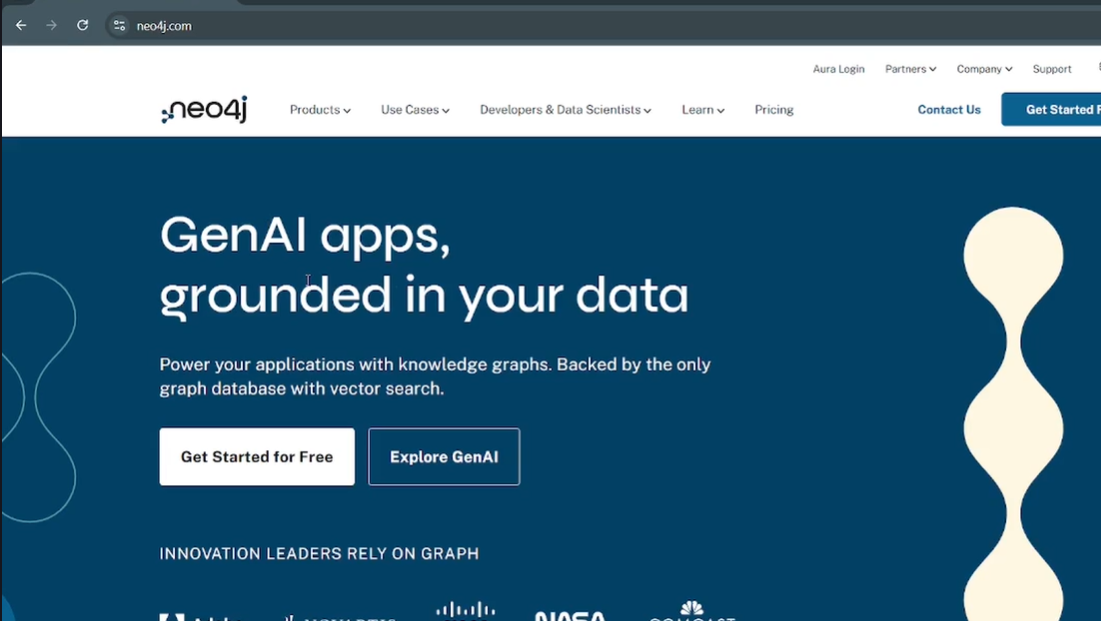 neo4j.com
Aura Login Partners Company Support
neo4j Products Use Cases Developers & Data Scientists Learn Pricing Contact Us Get Started
GenAI apps,
grounded in your data
Power your applications with knowledge graphs. Backed by the only
graph database with vector search.
Get Started for Free Explore GenAI
INNOVATION LEADERS RELY ON GRAPH
NASA COMCAST